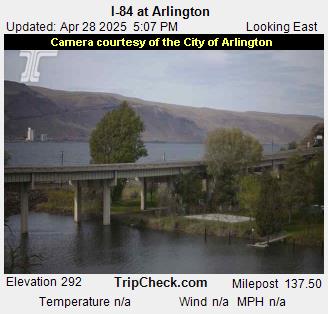 I-84 at Arlington
Updated: Apr 28 2025 5:07 PM Looking East
Camera courtesy of the City of Arlington
Elevation 292 TripCheck.com Milepost 137.50
Temperature n/a Wind n/a MPH n/a